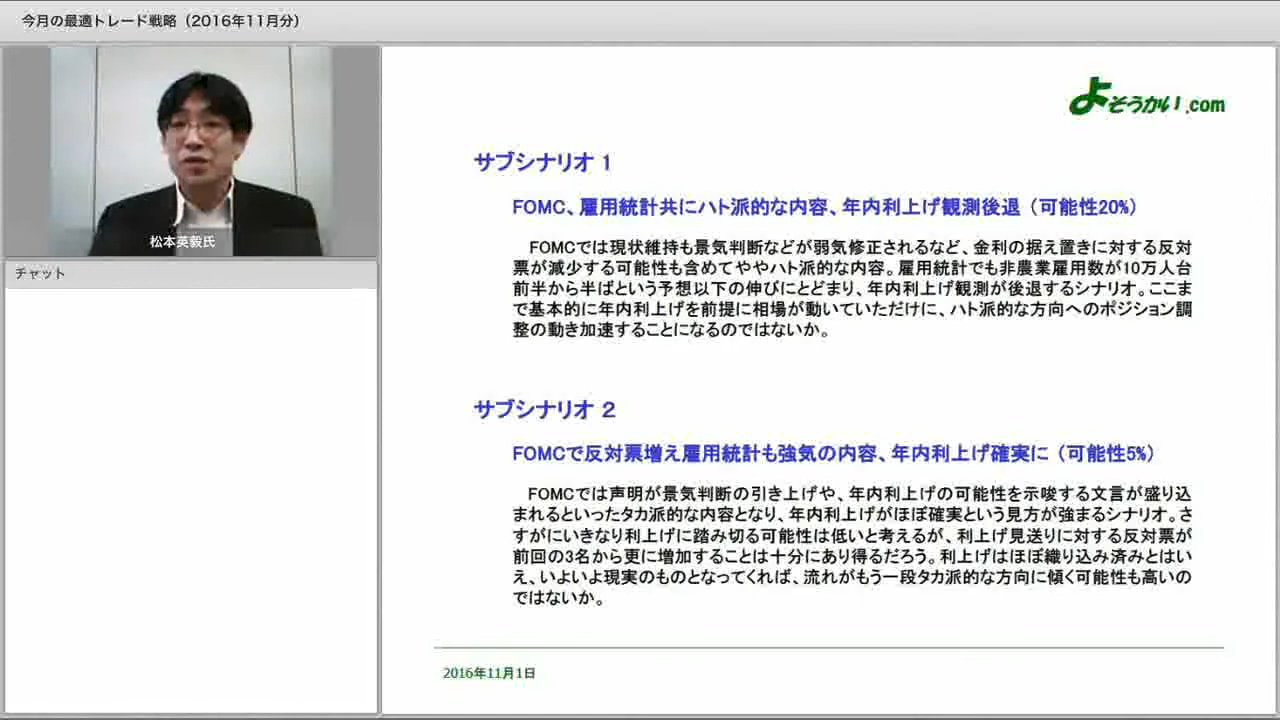 今月の最適トレード戦略（2016年11月分）
松本英毅氏
チャット
よそうかい.com
サブシナリオ 1
FOMC、雇用統計共にハト派的な内容、年内利上げ観測後退（可能性20%）
FOMCでは現状維持も景気判断などが弱気修正されるなど、金利の据え置きに対する反対
票が減少する可能性も含めてややハト派的な内容。雇用統計でも非農業雇用数が10万人台
前半から半ばという予想以下の伸びにとどまり、年内利上げ観測が後退するシナリオ。ここま
で基本的に年内利上げを前提に相場が動いていただけに、ハト派的な方向へのポジション調
整の動き加速することになるのではないか。
サブシナリオ ２
FOMCで反対票増え雇用統計も強気の内容、年内利上げ確実に（可能性5%）
FOMCでは声明が景気判断の引き上げや、年内利上げの可能性を示唆する文言が盛り込
まれるといったタカ派的な内容となり、年内利上げがほぼ確実という見方が強まるシナリオ。さ
すがにいきなり利上げに踏み切る可能性は低いと考えるが、利上げ見送りに対する反対票が
前回の3名から更に増加することは十分にあり得るだろう。利上げはほぼ織り込み済みとはい
え、いよいよ現実のものとなってくれば、流れがもう一段タカ派的な方向に傾く可能性も高いの
ではないか。
2016年11月1日